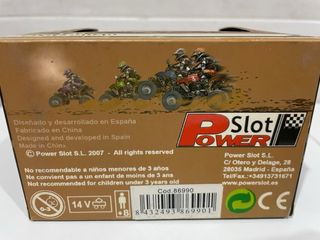 Diseñado y desarrollado en España
Fabricado en China
Designed and developed in Spain
Made in China
© Power Slot S.L. 2007 - All rights reserved
Slot
POWER
Power Slot S.L.
C/ Otero y Delage, 28
28035 Madrid - España
Tel.+34913731671
www.powerslot.es
No recomendable a niños menores de 3 años
Ne convient pas a un enfant de moins de 3 ans
Not recommended for children under 3 years old
Cod.86990
14 V
+8
8432493869901
CE